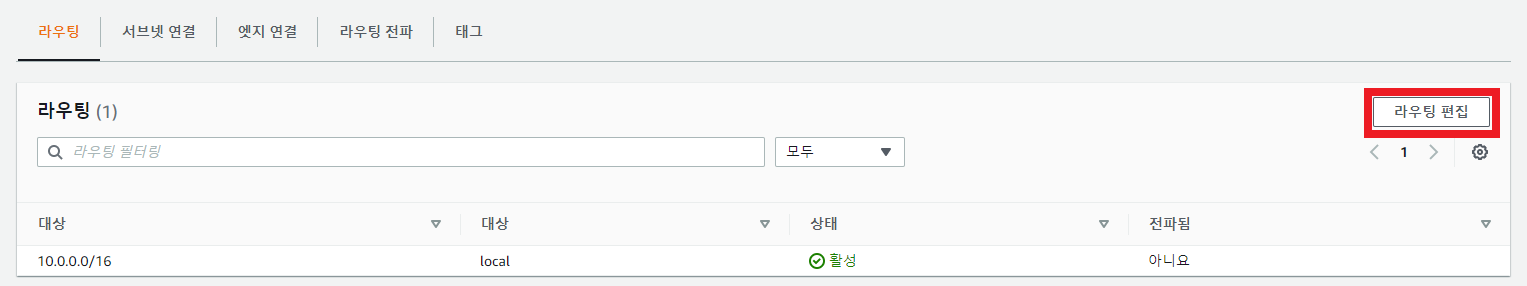 라우팅 서브넷 연결 엣지 연결 라우팅 전파 태그
라우팅 (1)
라우팅 편집
라우팅 필터링 모두 1
대상 대상 상태 전파됨
10.0.0.0/16 local 활성 아니요